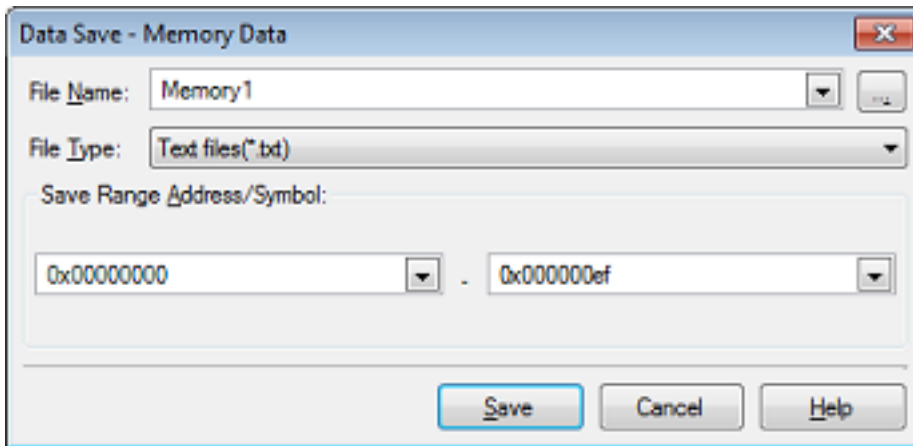 Data Save - Memory Data
File Name: Memory1 ...
File Type: Text files(*.txt)
Save Range Address/Symbol:
0x00000000 - 0x000000ef
Save Cancel Help